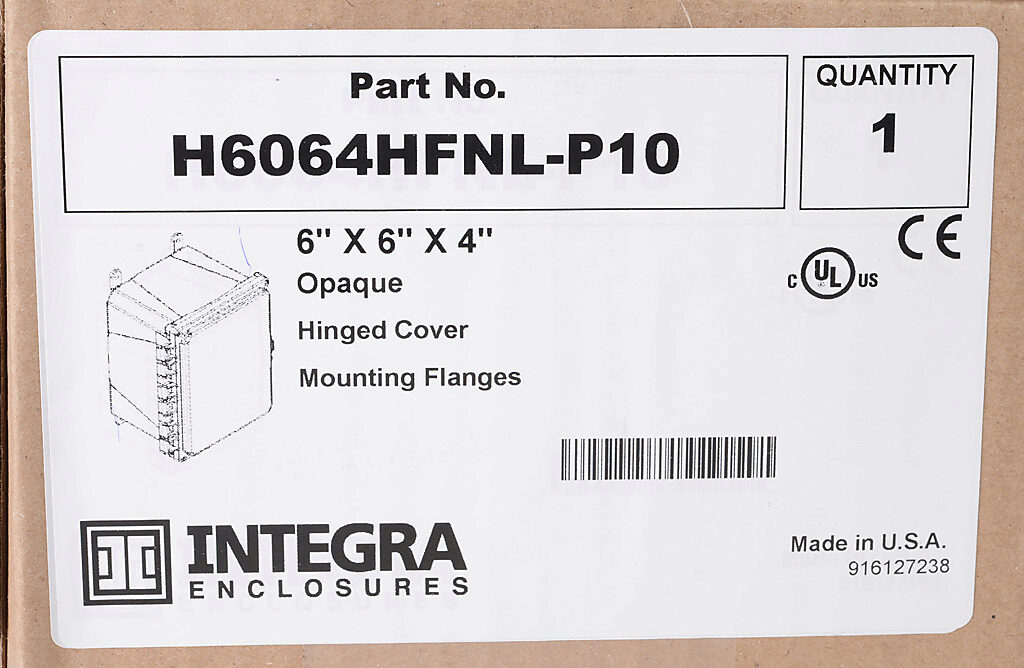 Part No.
H6064HFNL-P10
QUANTITY
1
6" X 6" X 4"
Opaque
Hinged Cover
Mounting Flanges
CE
C UL US
INTEGRA
ENCLOSURES
Made in U.S.A.
916127238